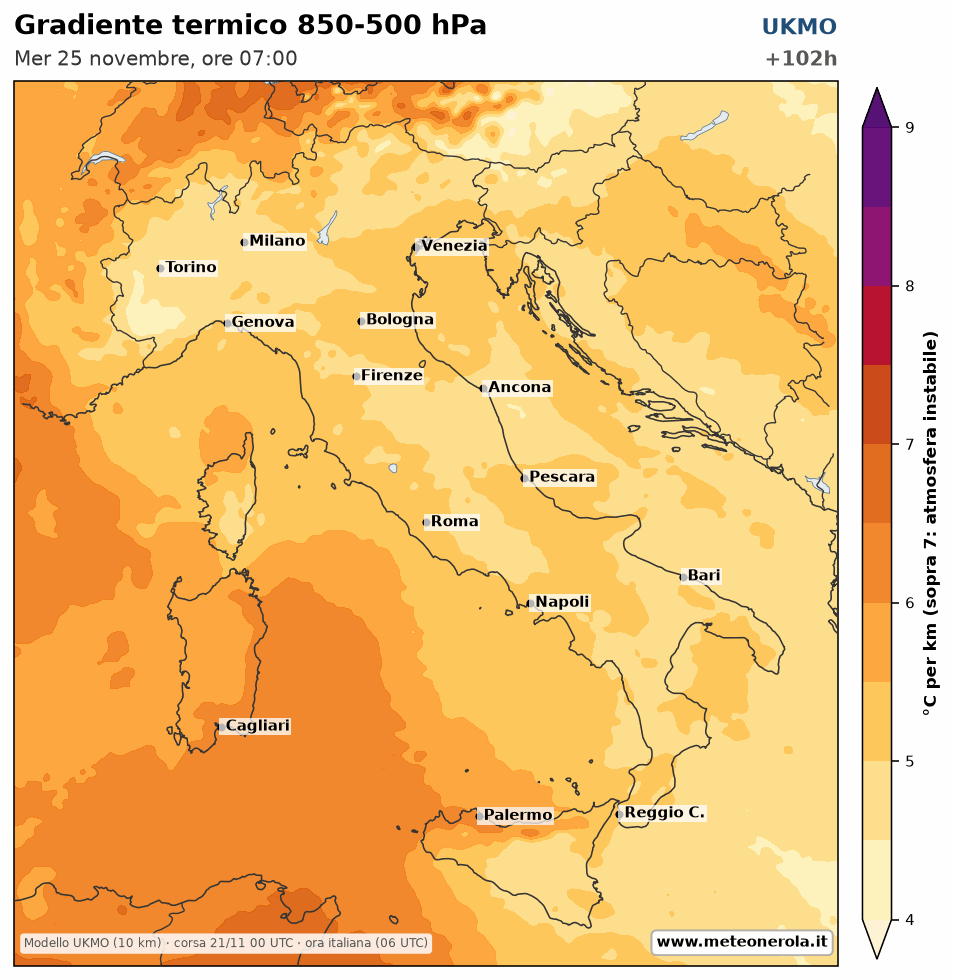 Gradiente termico 850-500 hPa
UKMO
Mer 25 novembre, ore 07:00
+102h
Milano
Venezia
Torino
Genova
Bologna
Firenze
Ancona
Pescara
Roma
Bari
Napoli
Cagliari
Palermo
Reggio C.
9
8
7
6
5
4
°C per km (sopra 7: atmosfera instabile)
Modello UKMO (10 km) · corsa 21/11 00 UTC · ora italiana (06 UTC)
www.meteonerola.it